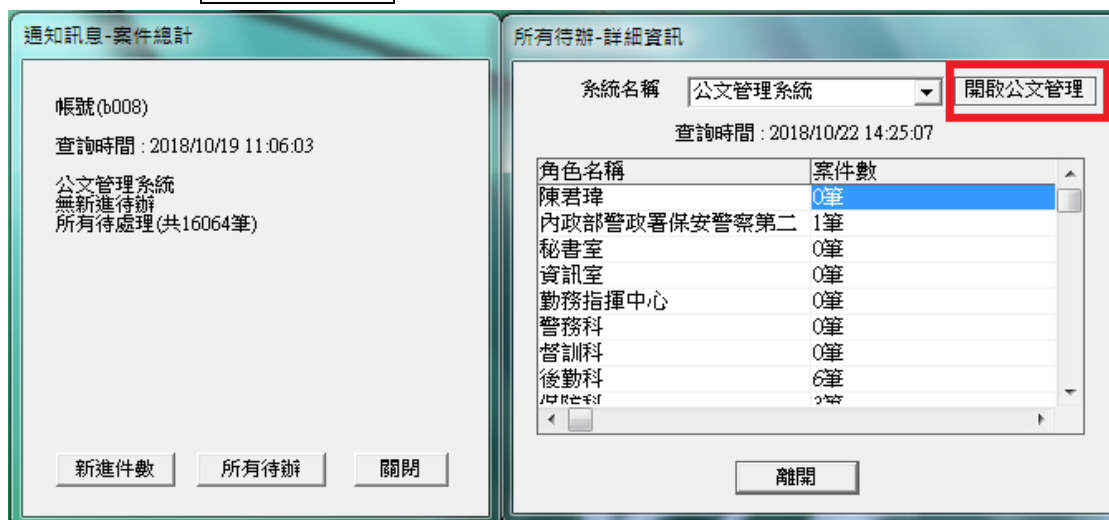 通知訊息-案件總計
帳號(b008)
查詢時間 : 2018/10/19 11:06:03
公文管理系統
無新進待辦
所有待處理(共16064筆)
新進件數 所有待辦 關閉
所有待辦-詳細資訊
系統名稱 公文管理系統 開啟公文管理
查詢時間 : 2018/10/22 14:25:07
角色名稱 案件數
陳君瑋 0筆
內政部警政署保安警察第二 1筆
秘書室 0筆
資訊室 0筆
勤務指揮中心 0筆
警務科 0筆
督訓科 0筆
後勤科 6筆
離開